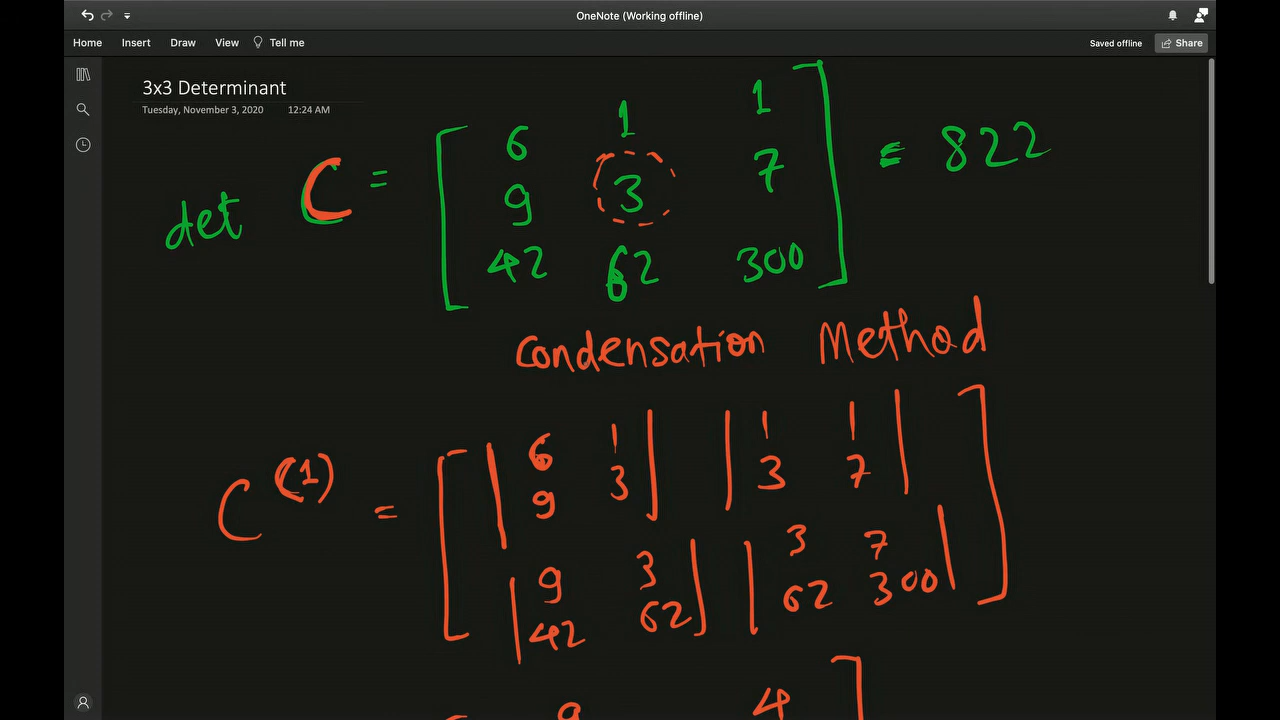 OneNote (Working offline)
Home Insert Draw View Tell me
Saved offline Share
3x3 Determinant
Tuesday, November 3, 2020 12:24 AM
det C = [ 6 1 1
9 3 7
42 62 300 ] = 822
Condensation Method
C(1) = [ | 6 1 | | 1 1 |
| 9 3 | | 3 7 |
| 9 3 | | 3 7 |
| 42 62 | | 62 300 | ]
9 4 ]